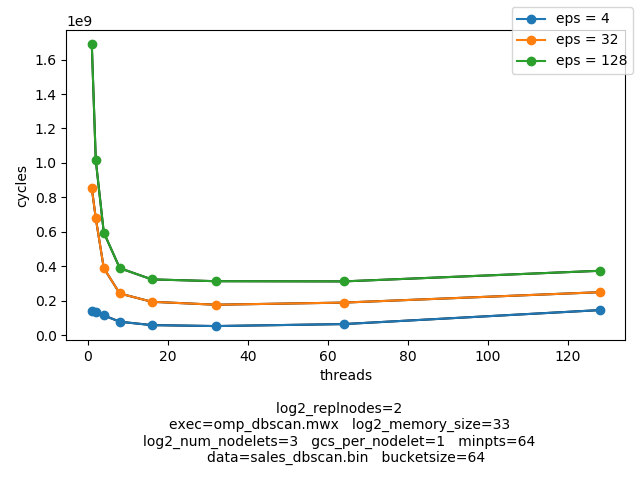 1e9
eps = 4
eps = 32
eps = 128
1.6
1.4
1.2
1.0
0.8
0.6
0.4
0.2
0.0
cycles
0 20 40 60 80 100 120
threads
log2_replnodes=2
exec=omp_dbscan.mwx log2_memory_size=33
log2_num_nodelets=3 gcs_per_nodelet=1 minpts=64
data=sales_dbscan.bin bucketsize=64